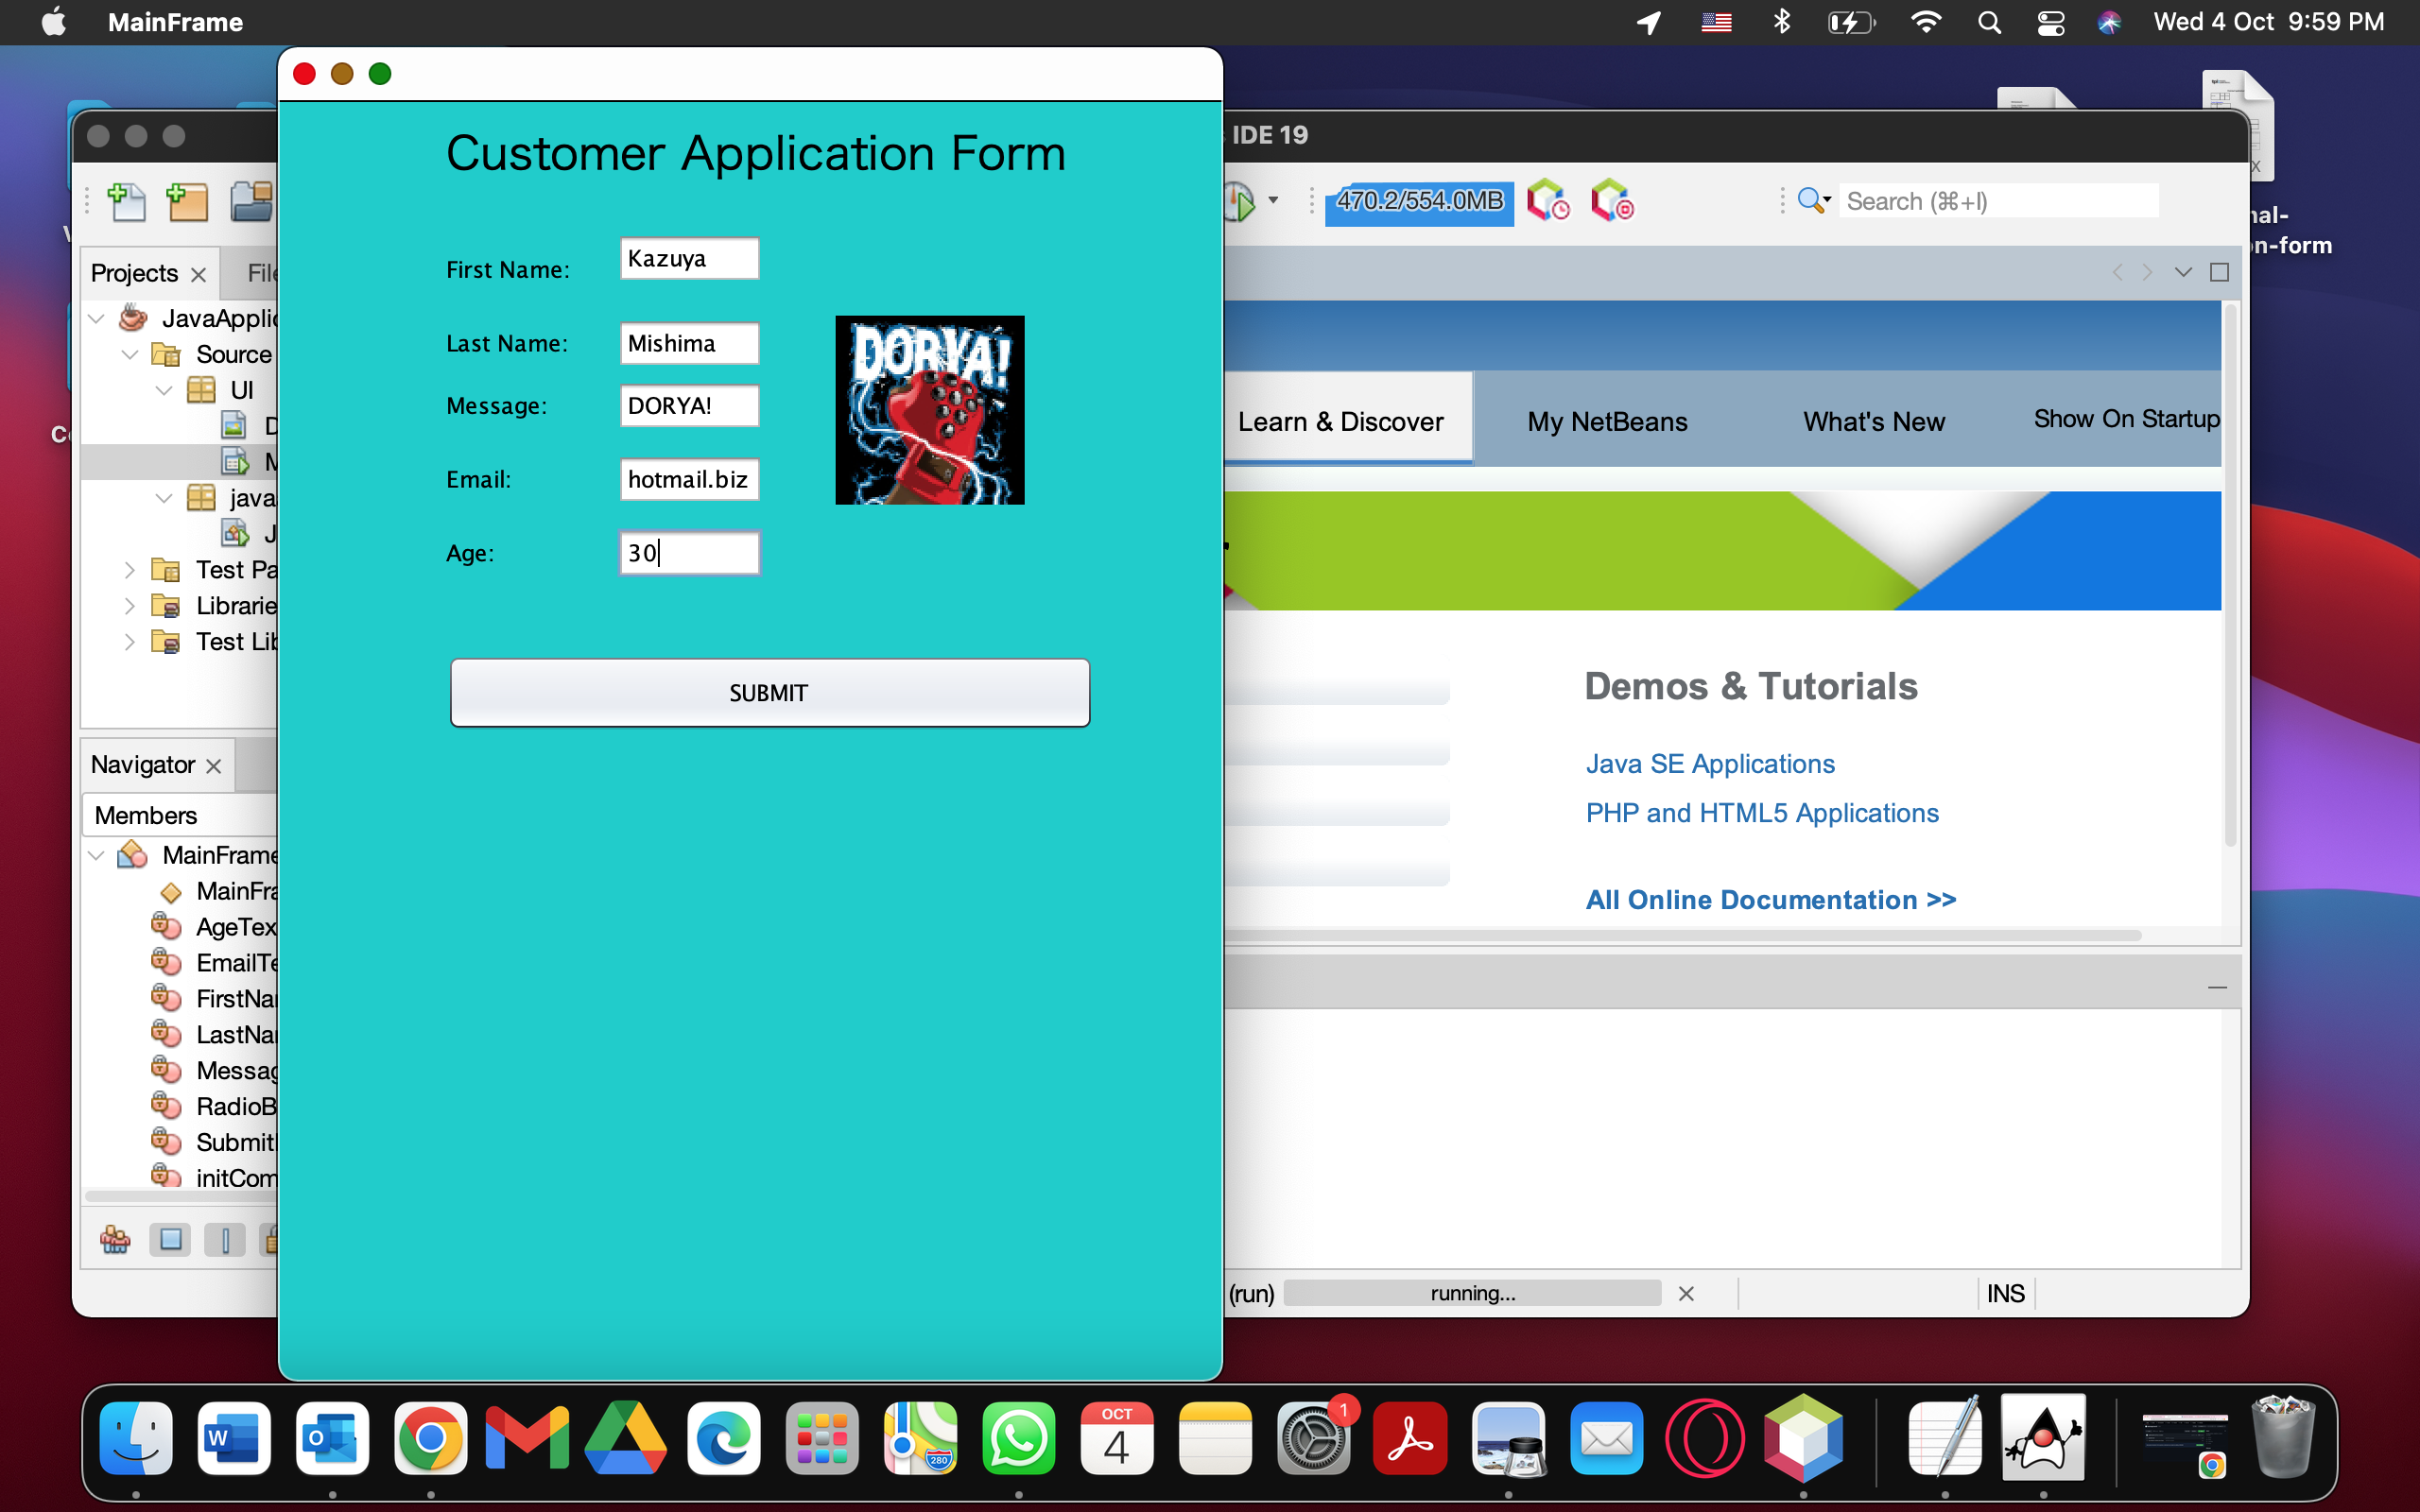 MainFrame
Wed 4 Oct 9:59 PM
IDE 19
470.2/554.0MB
Search (⌘+I)
Projects
JavaApplic
Source
UI
java
Test Pa
Librarie
Test Lib
Navigator
Members
MainFrame
MainFra
AgeTex
EmailTe
FirstNa
LastNa
Messag
RadioB
Submit
initCom
Customer Application Form
First Name:
Kazuya
Last Name:
Mishima
Message:
DORYA!
Email:
hotmail.biz
Age:
30
DORYA!
SUBMIT
Learn & Discover
My NetBeans
What's New
Show On Startup
Demos & Tutorials
Java SE Applications
PHP and HTML5 Applications
All Online Documentation >>
(run)
running...
INS
nal-
n-form
OCT
4
1
280
W
O